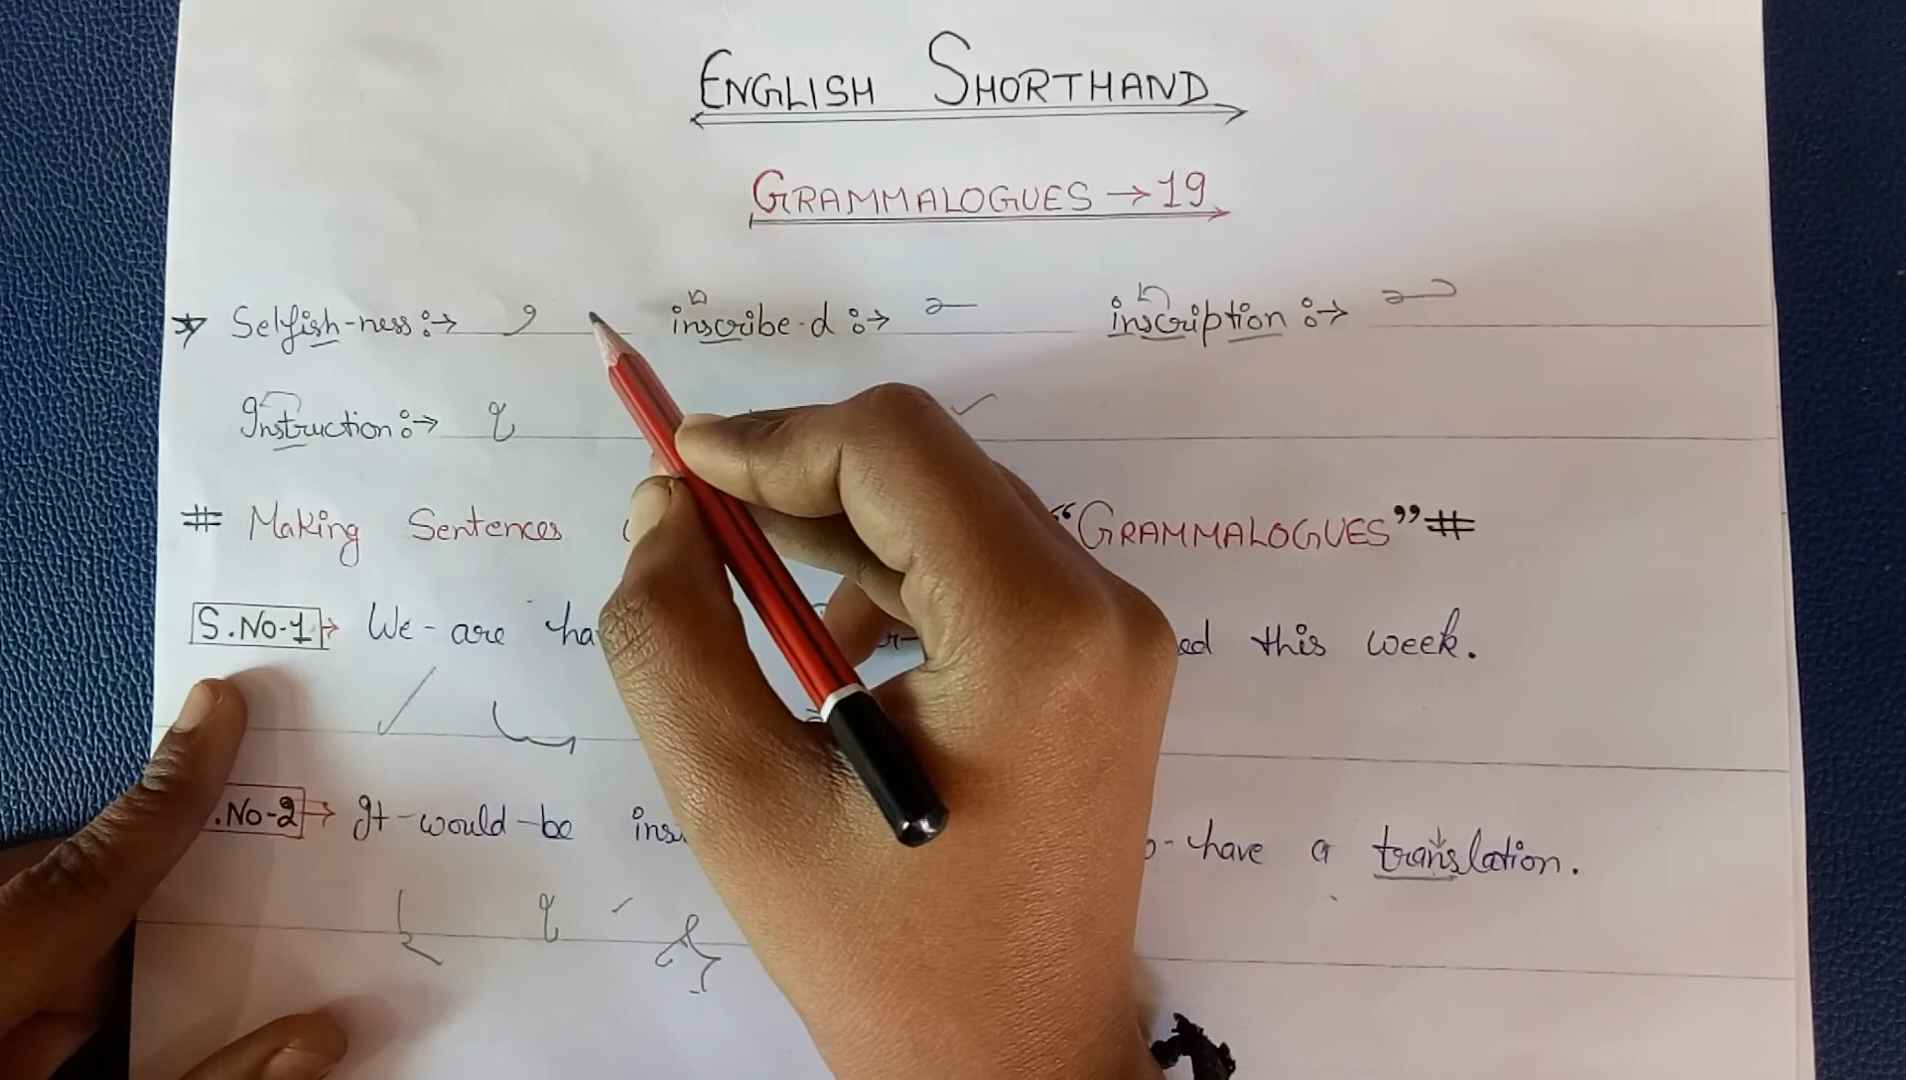 ENGLISH SHORTHAND
GRAMMALOGUES → 19
Selfish-ness :→ inscribe-d :→ inscription :→
Instruction :→
# Making Sentences "GRAMMALOGUES" #
S.No-1 → We-are this week.
.No-2 → It-would-be have a translation.